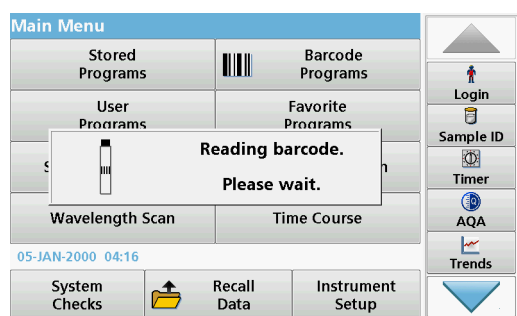 Main Menu
Stored
Programs
Barcode
Programs
User
Programs
Favorite
Programs
Reading barcode.
Please wait.
Wavelength Scan
Time Course
05-JAN-2000 04:16
System
Checks
Recall
Data
Instrument
Setup
Login
Sample ID
Timer
AQA
Trends